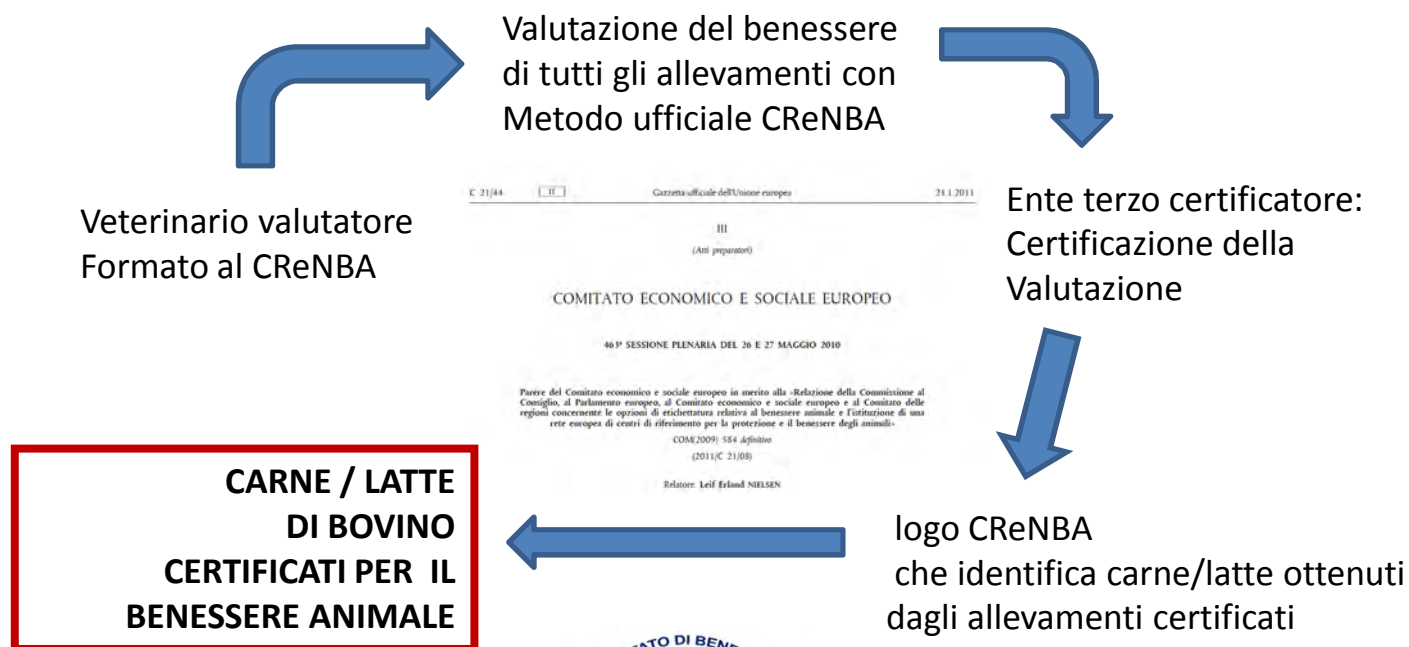 Valutazione del benessere
di tutti gli allevamenti con
Metodo ufficiale CReNBA
Veterinario valutatore
Formato al CReNBA
C 21/44
IT
Gazzetta ufficiale dell'Unione europea
21.1.2011
III
(Atti preparatori)
COMITATO ECONOMICO E SOCIALE EUROPEO
463ª SESSIONE PLENARIA DEL 26 E 27 MAGGIO 2010
Parere del Comitato economico e sociale europeo in merito alla «Relazione della Commissione al
Consiglio, al Parlamento europeo, al Comitato economico e sociale europeo e al Comitato delle
regioni concernente le opzioni di etichettatura relativa al benessere animale e l'istituzione di una
rete europea di centri di riferimento per la protezione e il benessere degli animali»
COM(2009) 584 definitivo
(2011/C 21/08)
Relatore: Leif Erland NIELSEN
Ente terzo certificatore:
Certificazione della
Valutazione
logo CReNBA
che identifica carne/latte ottenuti
dagli allevamenti certificati
CARNE / LATTE
DI BOVINO
CERTIFICATI PER IL
BENESSERE ANIMALE
DI